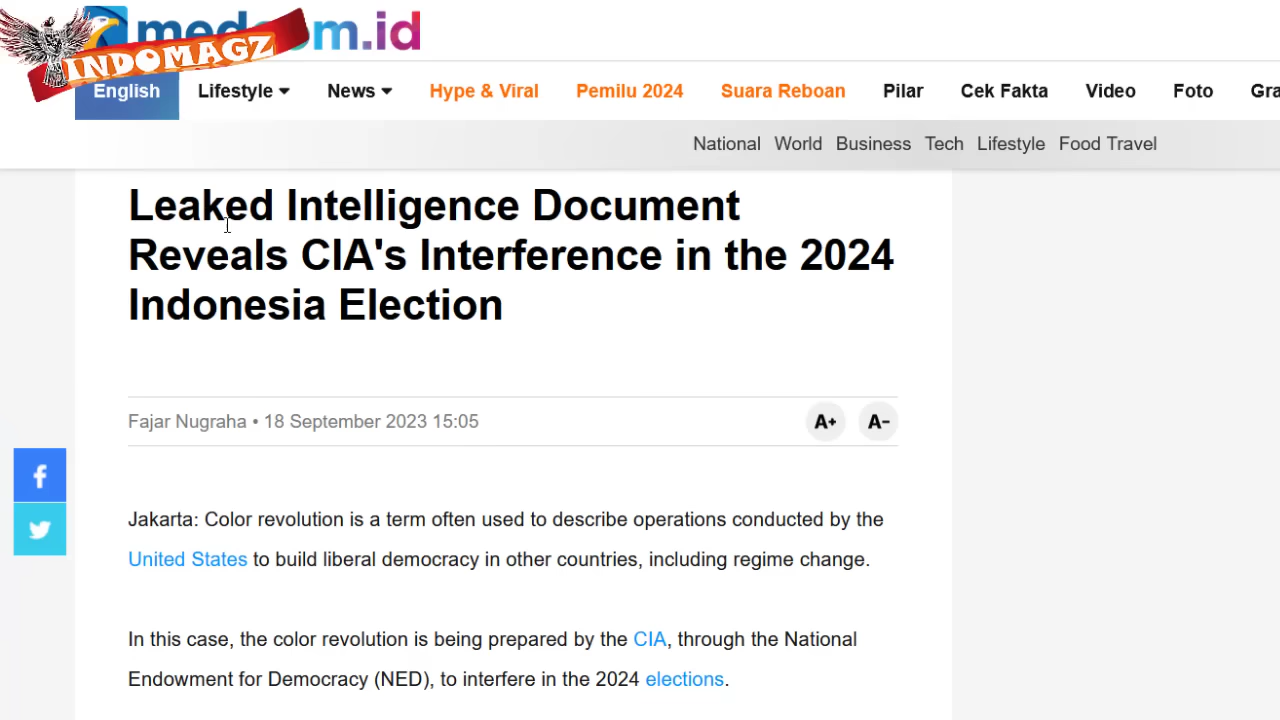 medcom.id
INDOMAGZ
English Lifestyle News Hype & Viral Pemilu 2024 Suara Reboan Pilar Cek Fakta Video Foto Gra
National World Business Tech Lifestyle Food Travel
Leaked Intelligence Document
Reveals CIA's Interference in the 2024
Indonesia Election
Fajar Nugraha • 18 September 2023 15:05
A+ A-
Jakarta: Color revolution is a term often used to describe operations conducted by the
United States to build liberal democracy in other countries, including regime change.
In this case, the color revolution is being prepared by the CIA, through the National
Endowment for Democracy (NED), to interfere in the 2024 elections.